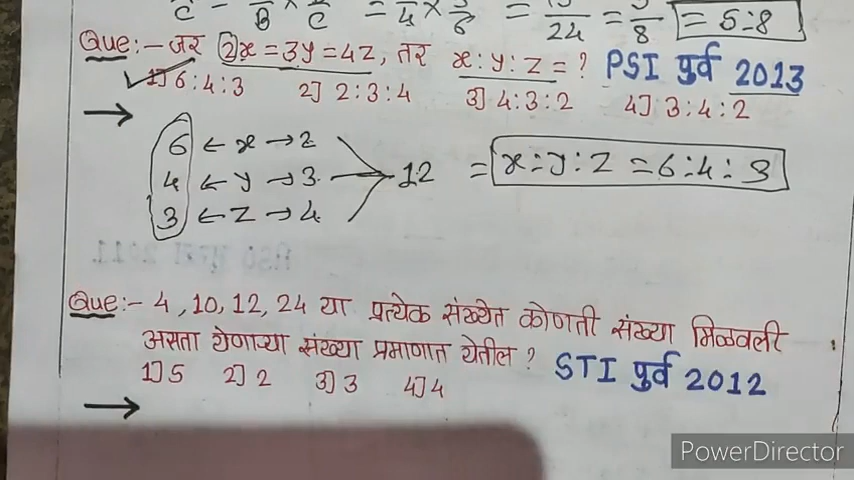 = 5/8 = 5:8
Que:- जर 2x = 3y = 4z, तर x:y:z = ? PSI पुर्व 2013
1] 6:4:3 2] 2:3:4 3] 4:3:2 4] 3:4:2
6 ← x → 2
4 ← y → 3 12 = x:y:z = 6:4:3
3 ← z → 4
Que:- 4, 10, 12, 24 या प्रत्येक संख्येत कोणती संख्या मिळवली
असता येणाऱ्या संख्या प्रमाणात येतील ? STI पुर्व 2012
1] 5 2] 2 3] 3 4] 4
PowerDirector